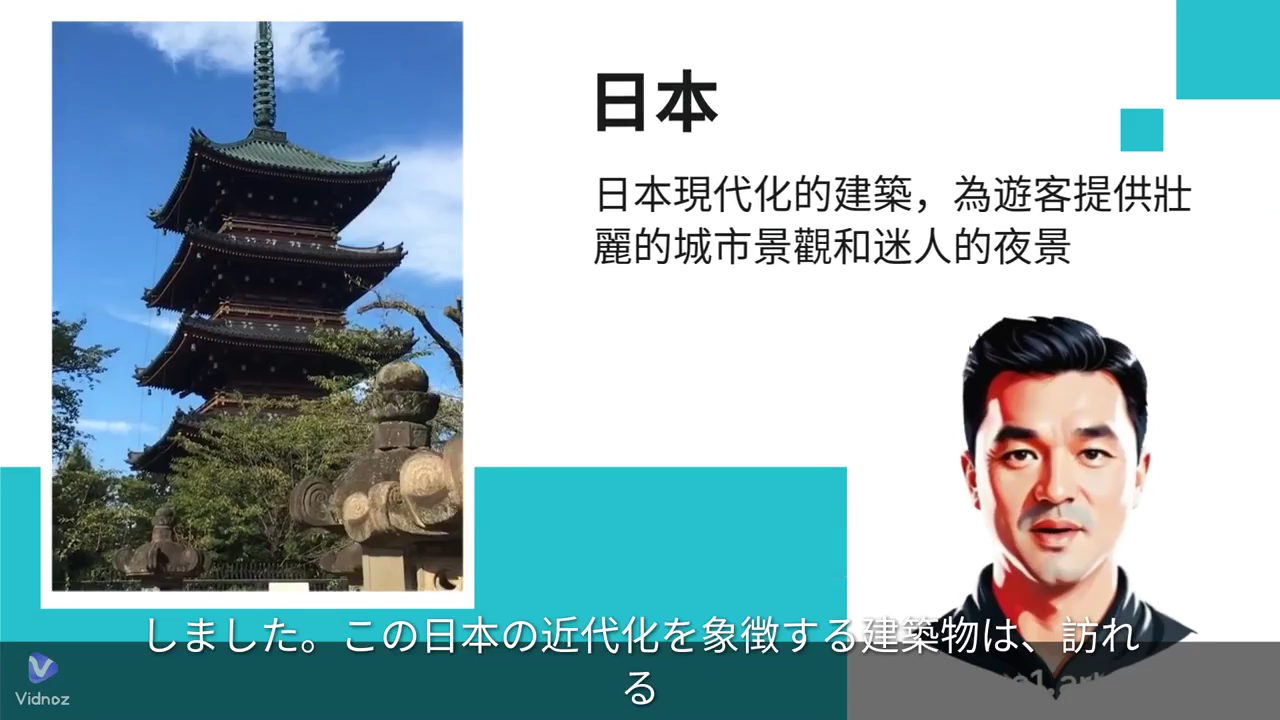 日本
日本現代化的建築，為遊客提供壯
麗的城市景觀和迷人的夜景
しました。この日本の近代化を象徴する建築物は、訪れ
る
Vidnoz